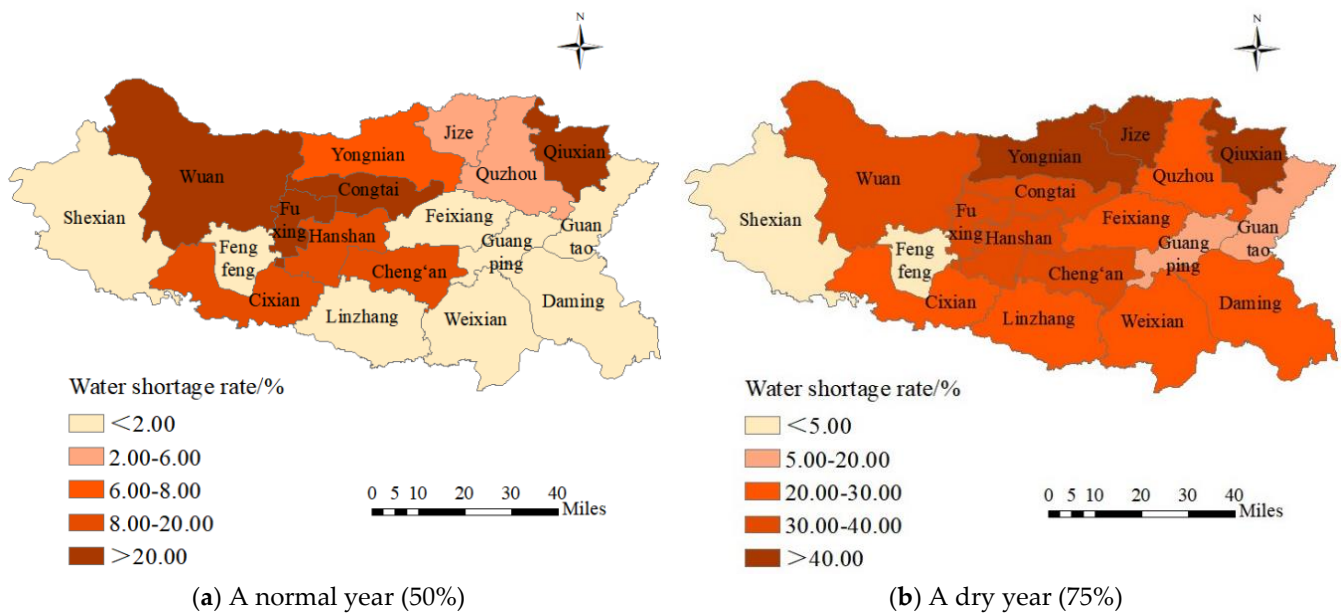 N
Jize
Qiuxian
Yongnian
Quzhou
Wuan
Congtai
Shexian
Fu
xing
Hanshan
Feixiang
Guan
tao
Feng
feng
Guang
ping
Cheng‘an
Cixian
Daming
Linzhang
Weixian
Water shortage rate/%
<2.00
2.00-6.00
6.00-8.00
8.00-20.00
>20.00
0 5 10 20 30 40
Miles
(a) A normal year (50%)
N
Jize
Qiuxian
Yongnian
Quzhou
Wuan
Congtai
Shexian
Fu
xing
Hanshan
Feixiang
Guan
tao
Feng
feng
Guang
ping
Cheng‘an
Cixian
Daming
Linzhang
Weixian
Water shortage rate/%
<5.00
5.00-20.00
20.00-30.00
30.00-40.00
>40.00
0 5 10 20 30 40
Miles
(b) A dry year (75%)